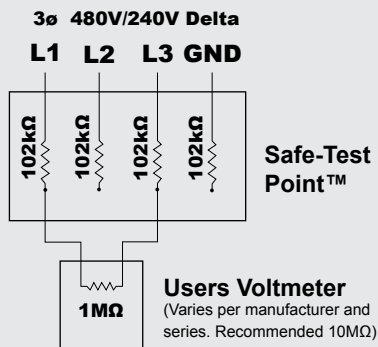 3ø 480V/240V Delta
L1 L2 L3 GND
102kΩ 102kΩ 102kΩ 102kΩ
Safe-Test
Point™
1MΩ
Users Voltmeter
(Varies per manufacturer and
series. Recommended 10MΩ)